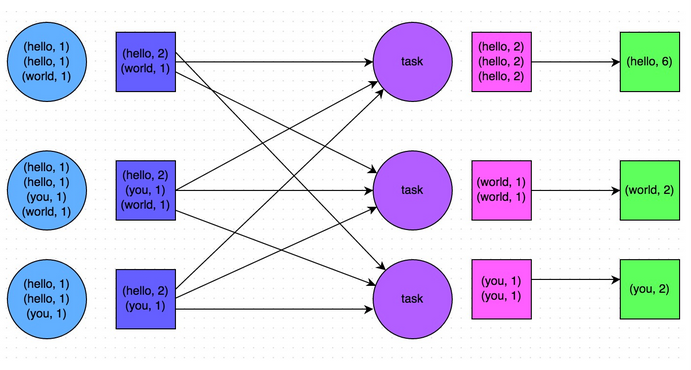 (hello, 1)
(hello, 1)
(world, 1)
(hello, 2)
(world, 1)
task
(hello, 2)
(hello, 2)
(hello, 2)
(hello, 6)
(hello, 1)
(hello, 1)
(you, 1)
(world, 1)
(hello, 2)
(you, 1)
(world, 1)
task
(world, 1)
(world, 1)
(world, 2)
(hello, 1)
(hello, 1)
(you, 1)
(hello, 2)
(you, 1)
task
(you, 1)
(you, 1)
(you, 2)